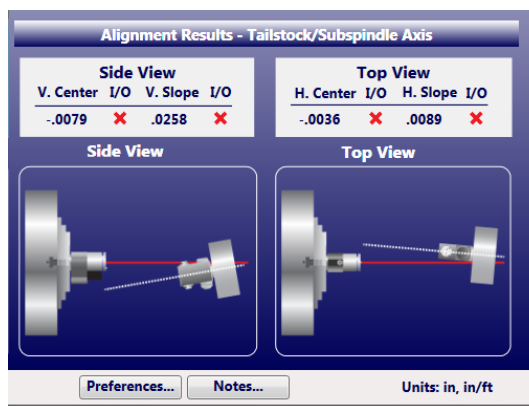 Alignment Results - Tailstock/Subspindle Axis
Side View
V. Center I/O V. Slope I/O
-.0079 ✖ .0258 ✖
Top View
H. Center I/O H. Slope I/O
-.0036 ✖ .0089 ✖
Side View
Top View
Preferences... Notes... Units: in, in/ft